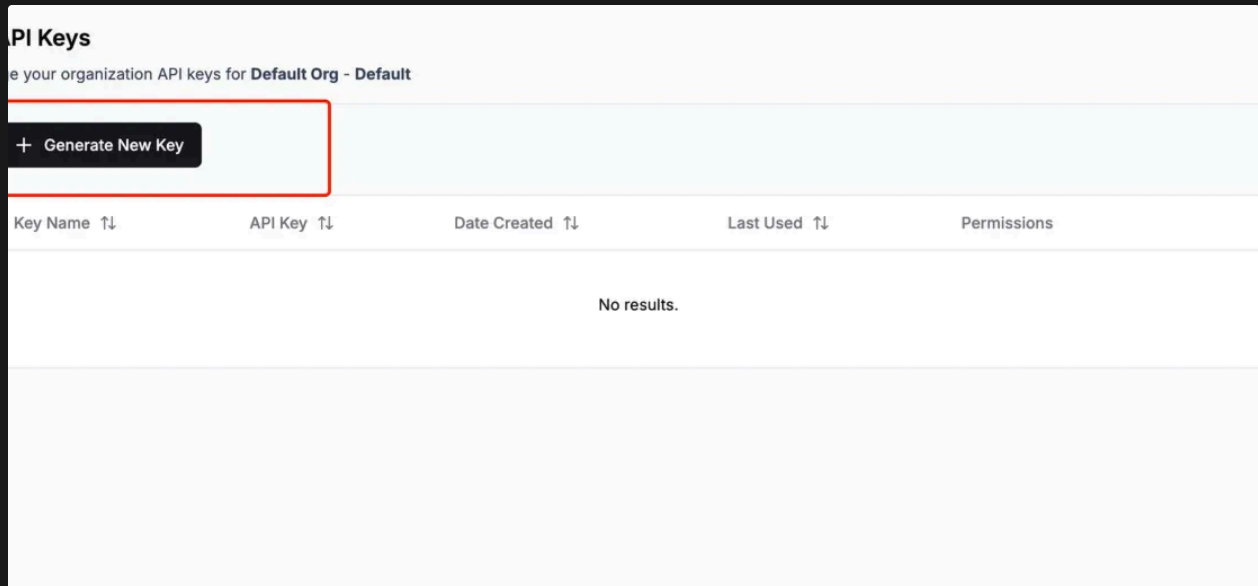 API Keys
e your organization API keys for Default Org - Default
+ Generate New Key
Key Name ↑↓ API Key ↑↓ Date Created ↑↓ Last Used ↑↓ Permissions
No results.